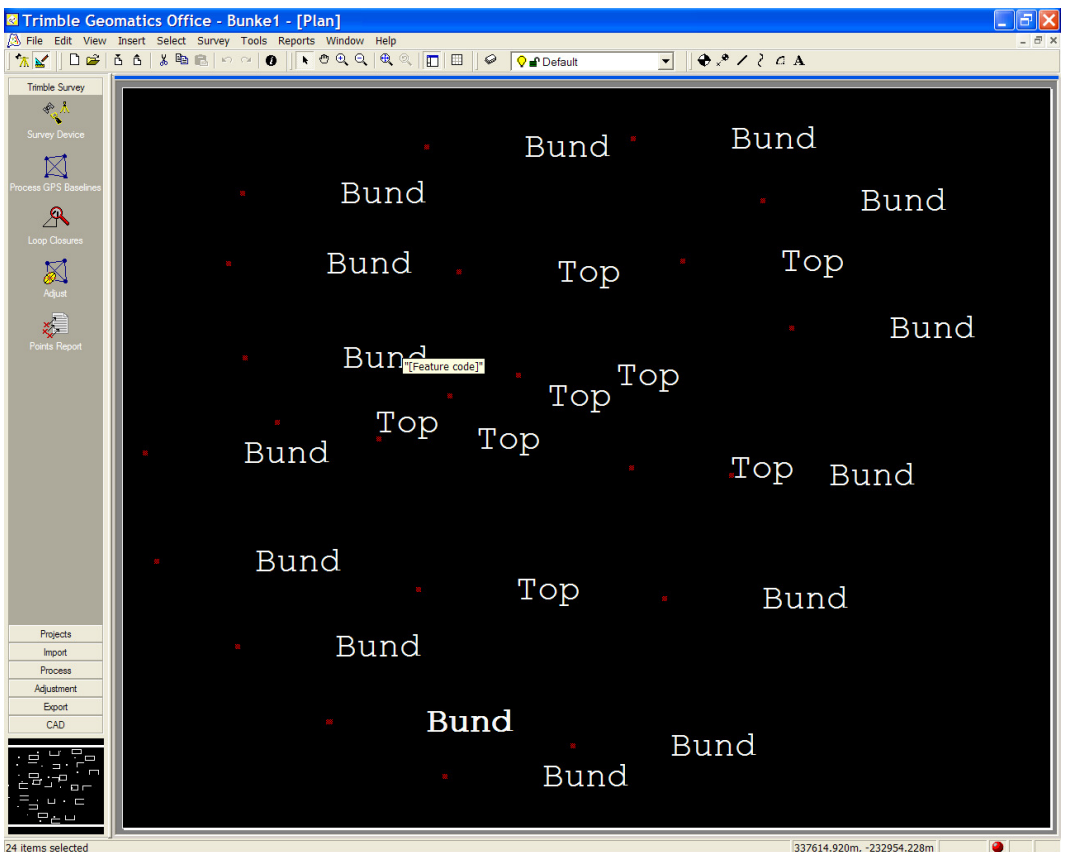 Trimble Geomatics Office - Bunke1 - [Plan]
File Edit View Insert Select Survey Tools Reports Window Help
Default
A
Trimble Survey
Survey Device
Process GPS Baselines
Loop Closures
Adjust
Points Report
Projects
Import
Process
Adjustment
Export
CAD
Bund
Bund
Bund
Bund
Bund
Top
Top
Bund
Bund
"[Feature code]"
Top
Top
Top
Top
Bund
Top
Bund
Bund
Top
Bund
Bund
Bund
Bund
Bund
24 items selected
337614.920m, -232954.228m